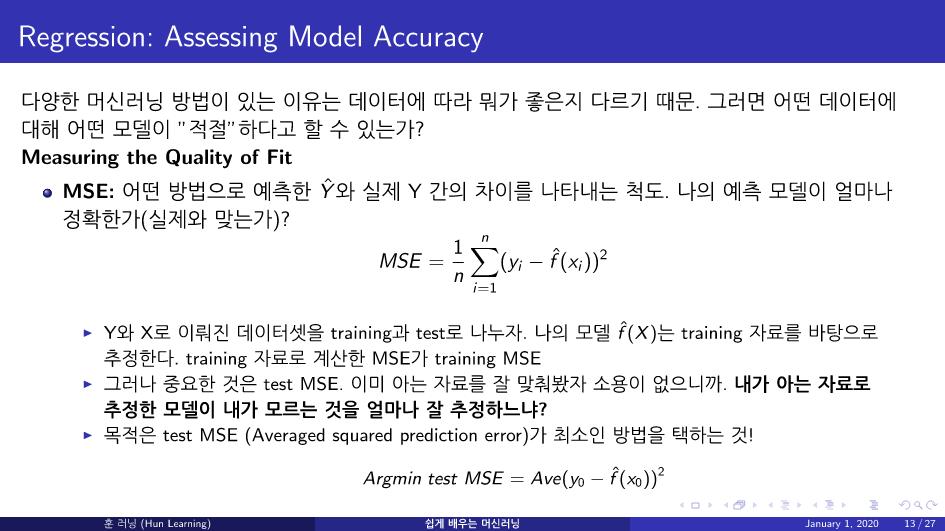 Regression: Assessing Model Accuracy
다양한 머신러닝 방법이 있는 이유는 데이터에 따라 뭐가 좋은지 다르기 때문. 그러면 어떤 데이터에
대해 어떤 모델이 ”적절”하다고 할 수 있는가?
Measuring the Quality of Fit
MSE: 어떤 방법으로 예측한 Ŷ와 실제 Y 간의 차이를 나타내는 척도. 나의 예측 모델이 얼마나
정확한가(실제와 맞는가)?
MSE = 1/n ∑_{i=1}^{n} (y_i − f̂(x_i))²
▶ Y와 X로 이뤄진 데이터셋을 training과 test로 나누자. 나의 모델 f̂(X)는 training 자료를 바탕으로
추정한다. training 자료로 계산한 MSE가 training MSE
▶ 그러나 중요한 것은 test MSE. 이미 아는 자료를 잘 맞춰봤자 소용이 없으니까. 내가 아는 자료로
추정한 모델이 내가 모르는 것을 얼마나 잘 추정하느냐?
▶ 목적은 test MSE (Averaged squared prediction error)가 최소인 방법을 택하는 것!
Argmin test MSE = Ave(y₀ − f̂(x₀))²
훈 러닝 (Hun Learning) 쉽게 배우는 머신러닝 January 1, 2020 13 / 27